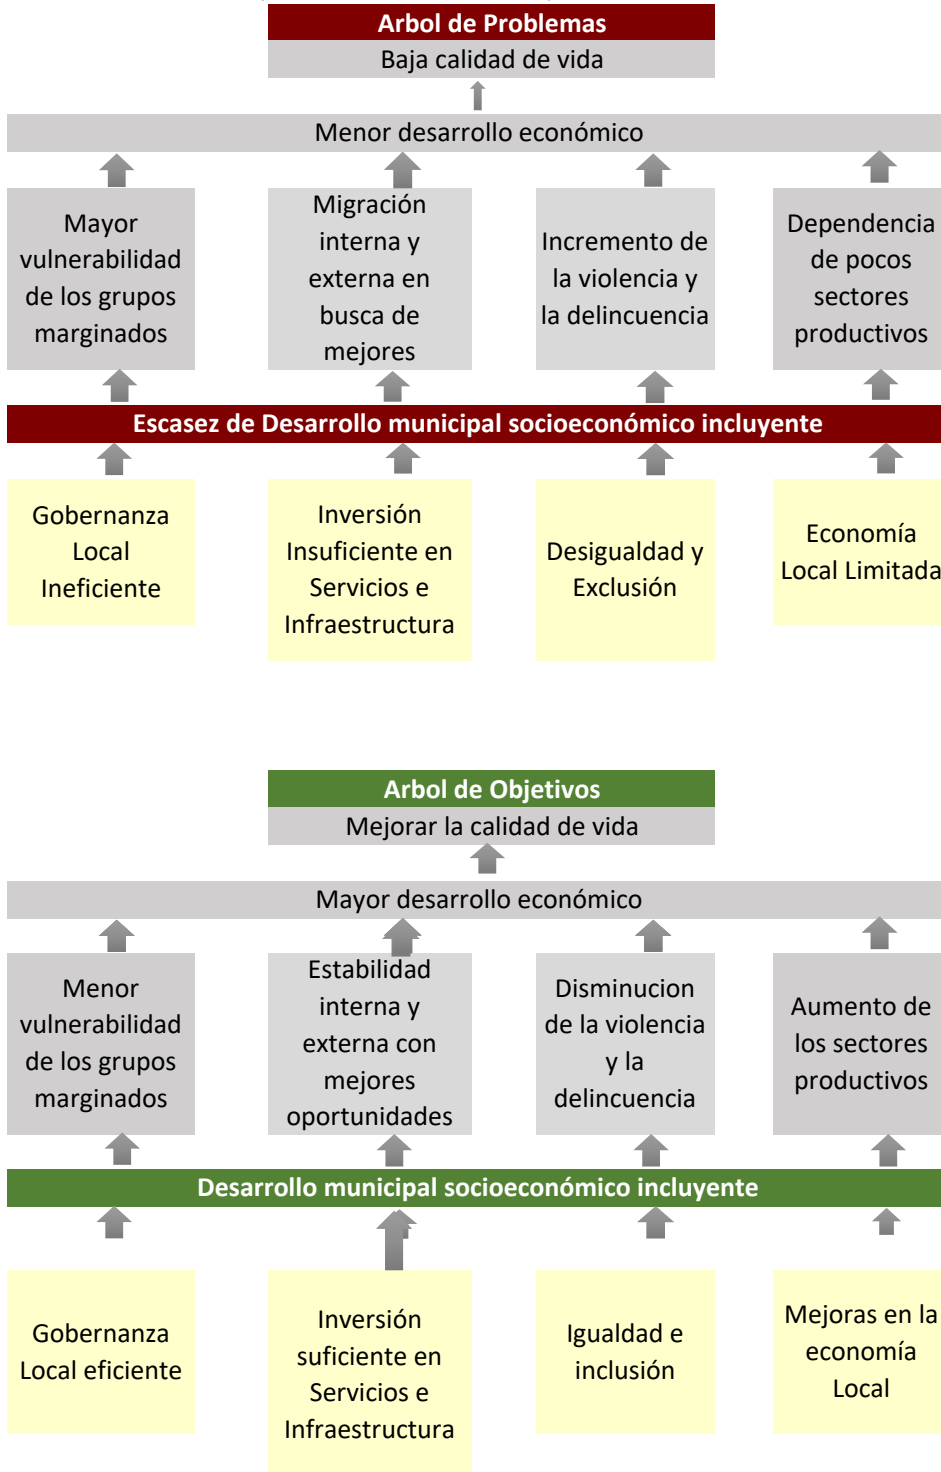 Arbol de Problemas
Baja calidad de vida
Menor desarrollo económico
Mayor
vulnerabilidad
de los grupos
marginados
Migración
interna y
externa en
busca de
mejores
Incremento de
la violencia y
la delincuencia
Dependencia
de pocos
sectores
productivos
Escasez de Desarrollo municipal socioeconómico incluyente
Gobernanza
Local
Ineficiente
Inversión
Insuficiente en
Servicios e
Infraestructura
Desigualdad y
Exclusión
Economía
Local Limitada
Arbol de Objetivos
Mejorar la calidad de vida
Mayor desarrollo económico
Menor
vulnerabilidad
de los grupos
marginados
Estabilidad
interna y
externa con
mejores
oportunidades
Disminucion
de la violencia
y la
delincuencia
Aumento de
los sectores
productivos
Desarrollo municipal socioeconómico incluyente
Gobernanza
Local eficiente
Inversión
suficiente en
Servicios e
Infraestructura
Igualdad e
inclusión
Mejoras en la
economía
Local